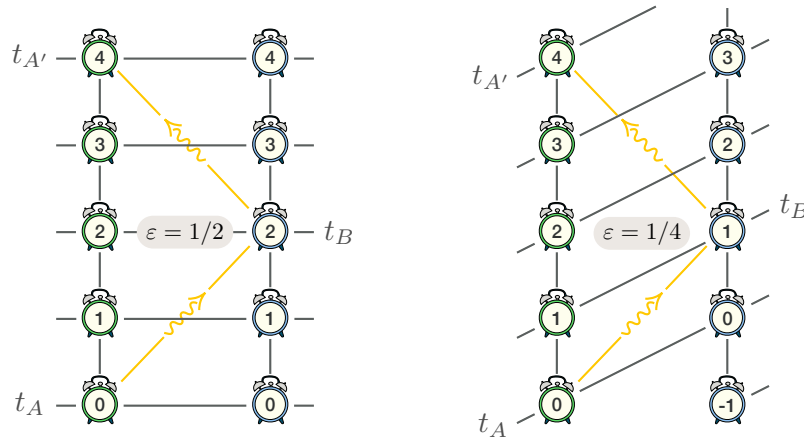 t_{A'} 4 4
3 3
2 ε = 1/2 2 t_B
1 1
t_A 0 0
t_{A'} 4 3
3 2
2 ε = 1/4 1 t_B
1 0
t_A 0 -1